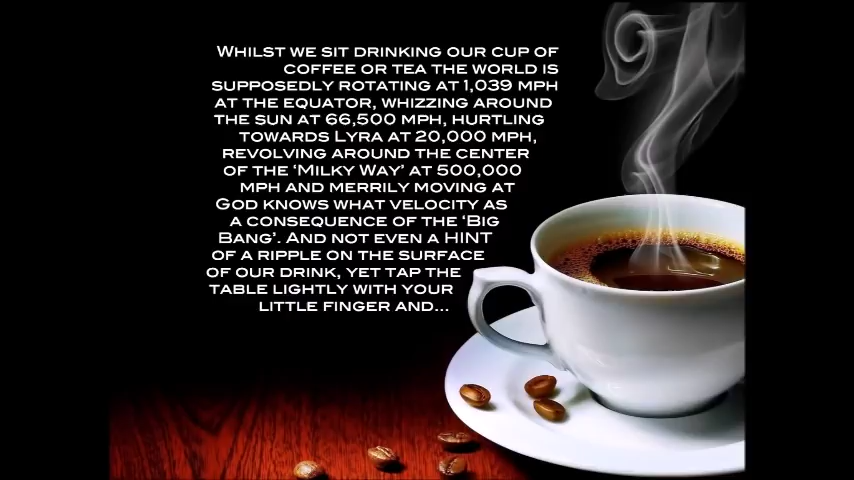 Whilst we sit drinking our cup of
coffee or tea the world is
supposedly rotating at 1,039 mph
at the equator, whizzing around
the sun at 66,500 mph, hurtling
towards Lyra at 20,000 mph,
revolving around the center
of the ‘Milky Way’ at 500,000
mph and merrily moving at
God knows what velocity as
a consequence of the ‘Big
Bang’. And not even a HINT
of a ripple on the surface
of our drink, yet tap the
table lightly with your
little finger and...